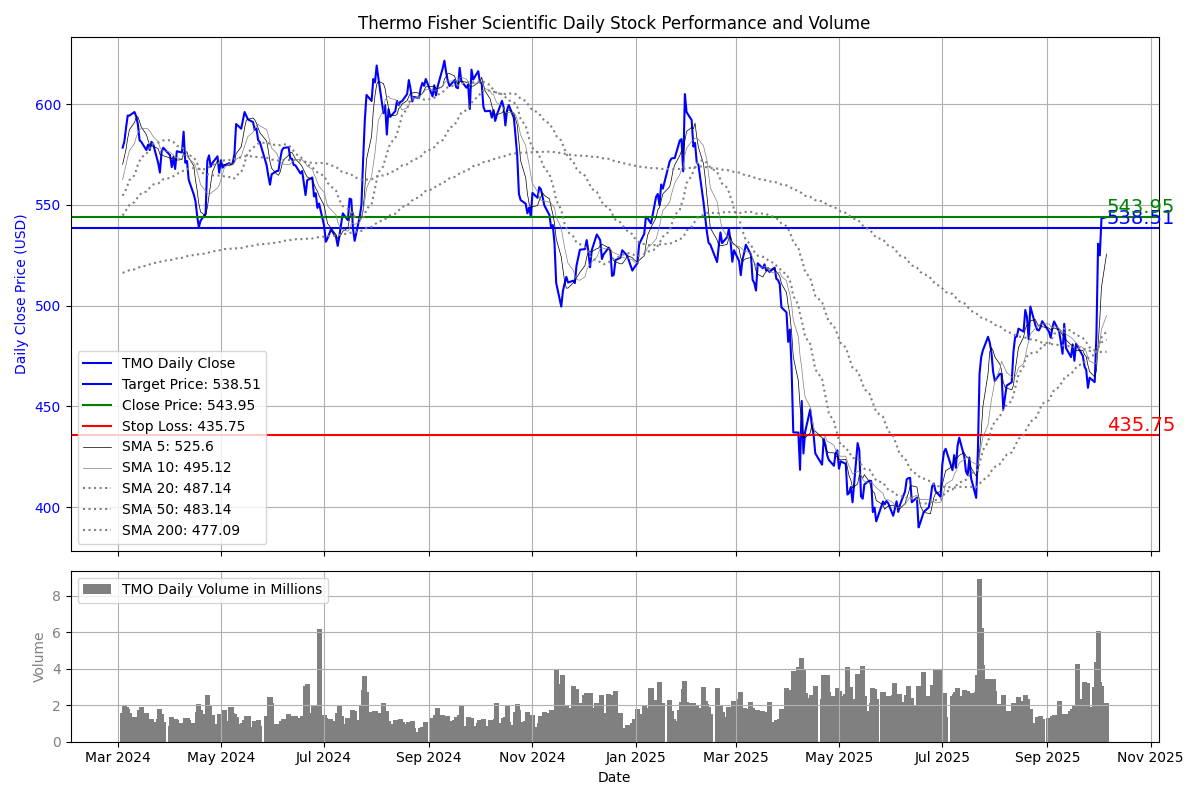 Thermo Fisher Scientific Daily Stock Performance and Volume
Daily Close Price (USD)
600
550
500
450
400
543.95
538.51
435.75
TMO Daily Close
Target Price: 538.51
Close Price: 543.95
Stop Loss: 435.75
SMA 5: 525.6
SMA 10: 495.12
SMA 20: 487.14
SMA 50: 483.14
SMA 200: 477.09
TMO Daily Volume in Millions
Volume
8
6
4
2
0
Mar 2024 May 2024 Jul 2024 Sep 2024 Nov 2024 Jan 2025 Mar 2025 May 2025 Jul 2025 Sep 2025 Nov 2025
Date